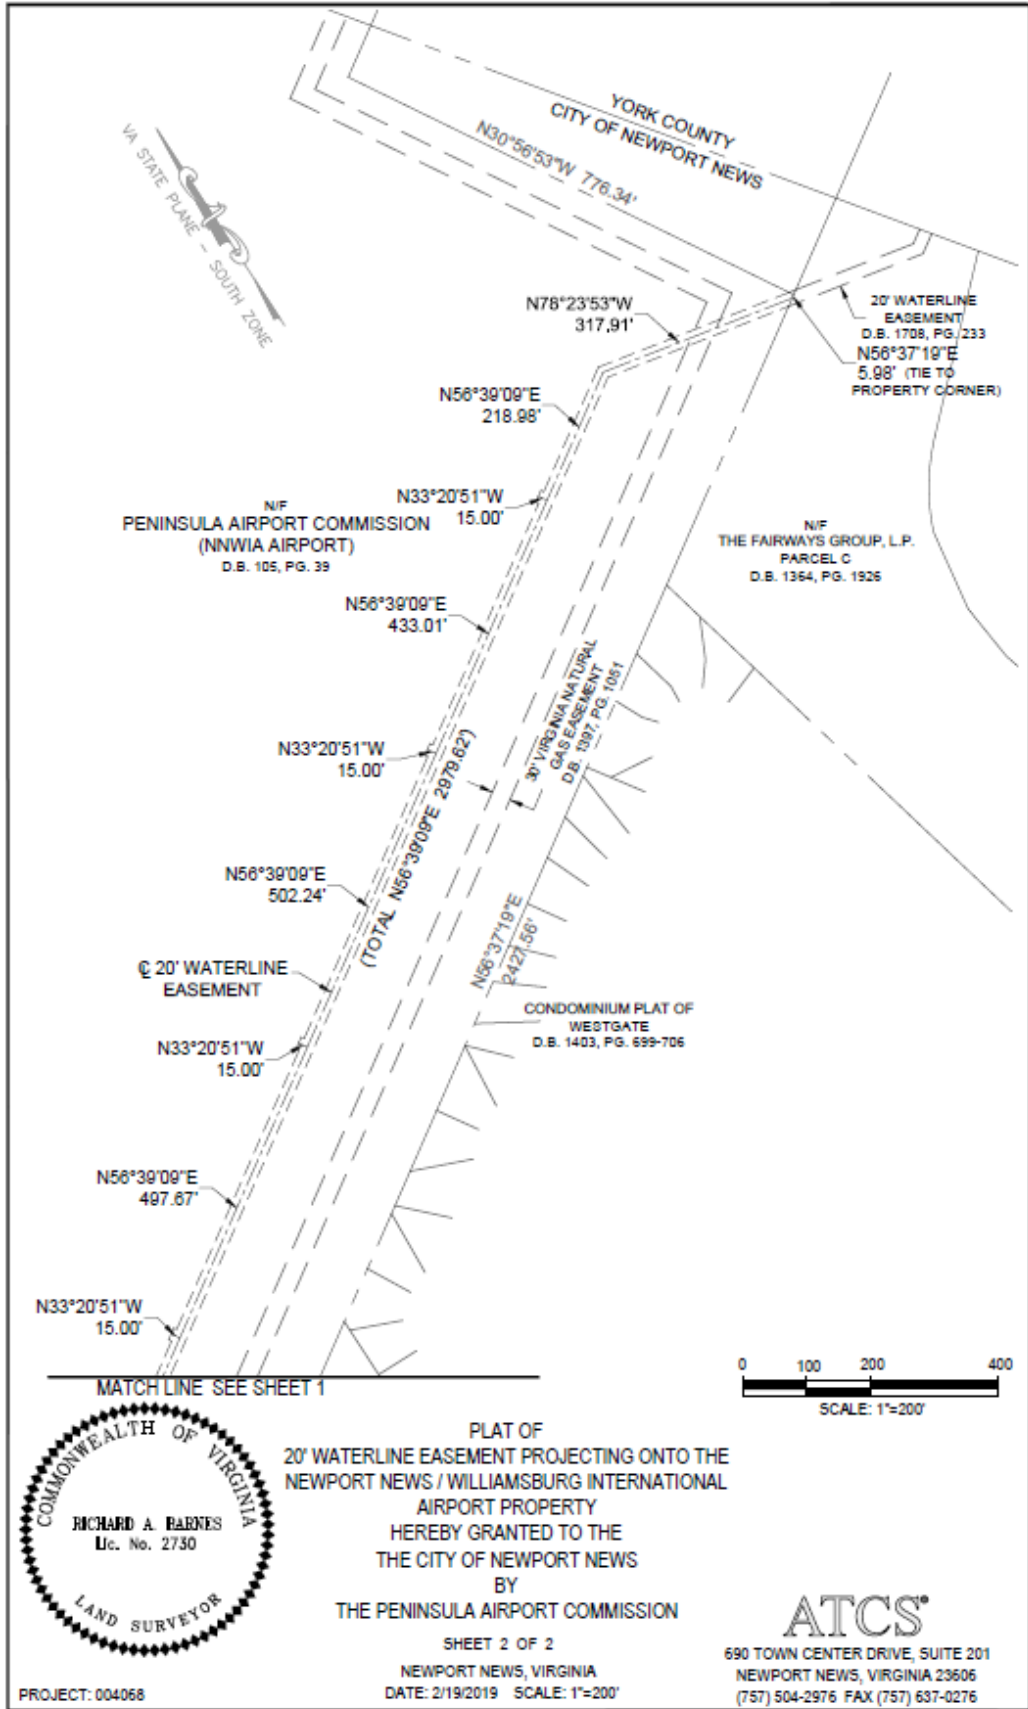 YORK COUNTY
CITY OF NEWPORT NEWS
N30°56'53"W 776.34'
VA STATE PLANE - SOUTH ZONE
N78°23'53"W
317.91'
20' WATERLINE
EASEMENT
D.B. 1708, PG. 233
N56°37'19"E
5.98' (TIE TO
PROPERTY CORNER)
N56°39'09"E
218.98'
N33°20'51"W
15.00'
N/F
PENINSULA AIRPORT COMMISSION
(NNWIA AIRPORT)
D.B. 105, PG. 39
N/F
THE FAIRWAYS GROUP, L.P.
PARCEL C
D.B. 1364, PG. 1926
N56°39'09"E
433.01'
30' VIRGINIA NATURAL
GAS EASEMENT
D.B. 1397, PG. 1051
N33°20'51"W
15.00'
(TOTAL N56°39'09"E 2979.62')
N56°39'09"E
502.24'
N56°37'19"E
2427.56'
℄ 20' WATERLINE
EASEMENT
CONDOMINIUM PLAT OF
WESTGATE
D.B. 1403, PG. 699-706
N33°20'51"W
15.00'
N56°39'09"E
497.67'
N33°20'51"W
15.00'
MATCH LINE SEE SHEET 1
0 100 200 400
SCALE: 1"=200'
COMMONWEALTH OF VIRGINIA
RICHARD A. BARNES
Lic. No. 2730
LAND SURVEYOR
PLAT OF
20' WATERLINE EASEMENT PROJECTING ONTO THE
NEWPORT NEWS / WILLIAMSBURG INTERNATIONAL
AIRPORT PROPERTY
HEREBY GRANTED TO THE
THE CITY OF NEWPORT NEWS
BY
THE PENINSULA AIRPORT COMMISSION
SHEET 2 OF 2
NEWPORT NEWS, VIRGINIA
DATE: 2/19/2019 SCALE: 1"=200'
PROJECT: 004068
ATCS®
690 TOWN CENTER DRIVE, SUITE 201
NEWPORT NEWS, VIRGINIA 23606
(757) 504-2976 FAX (757) 637-0276